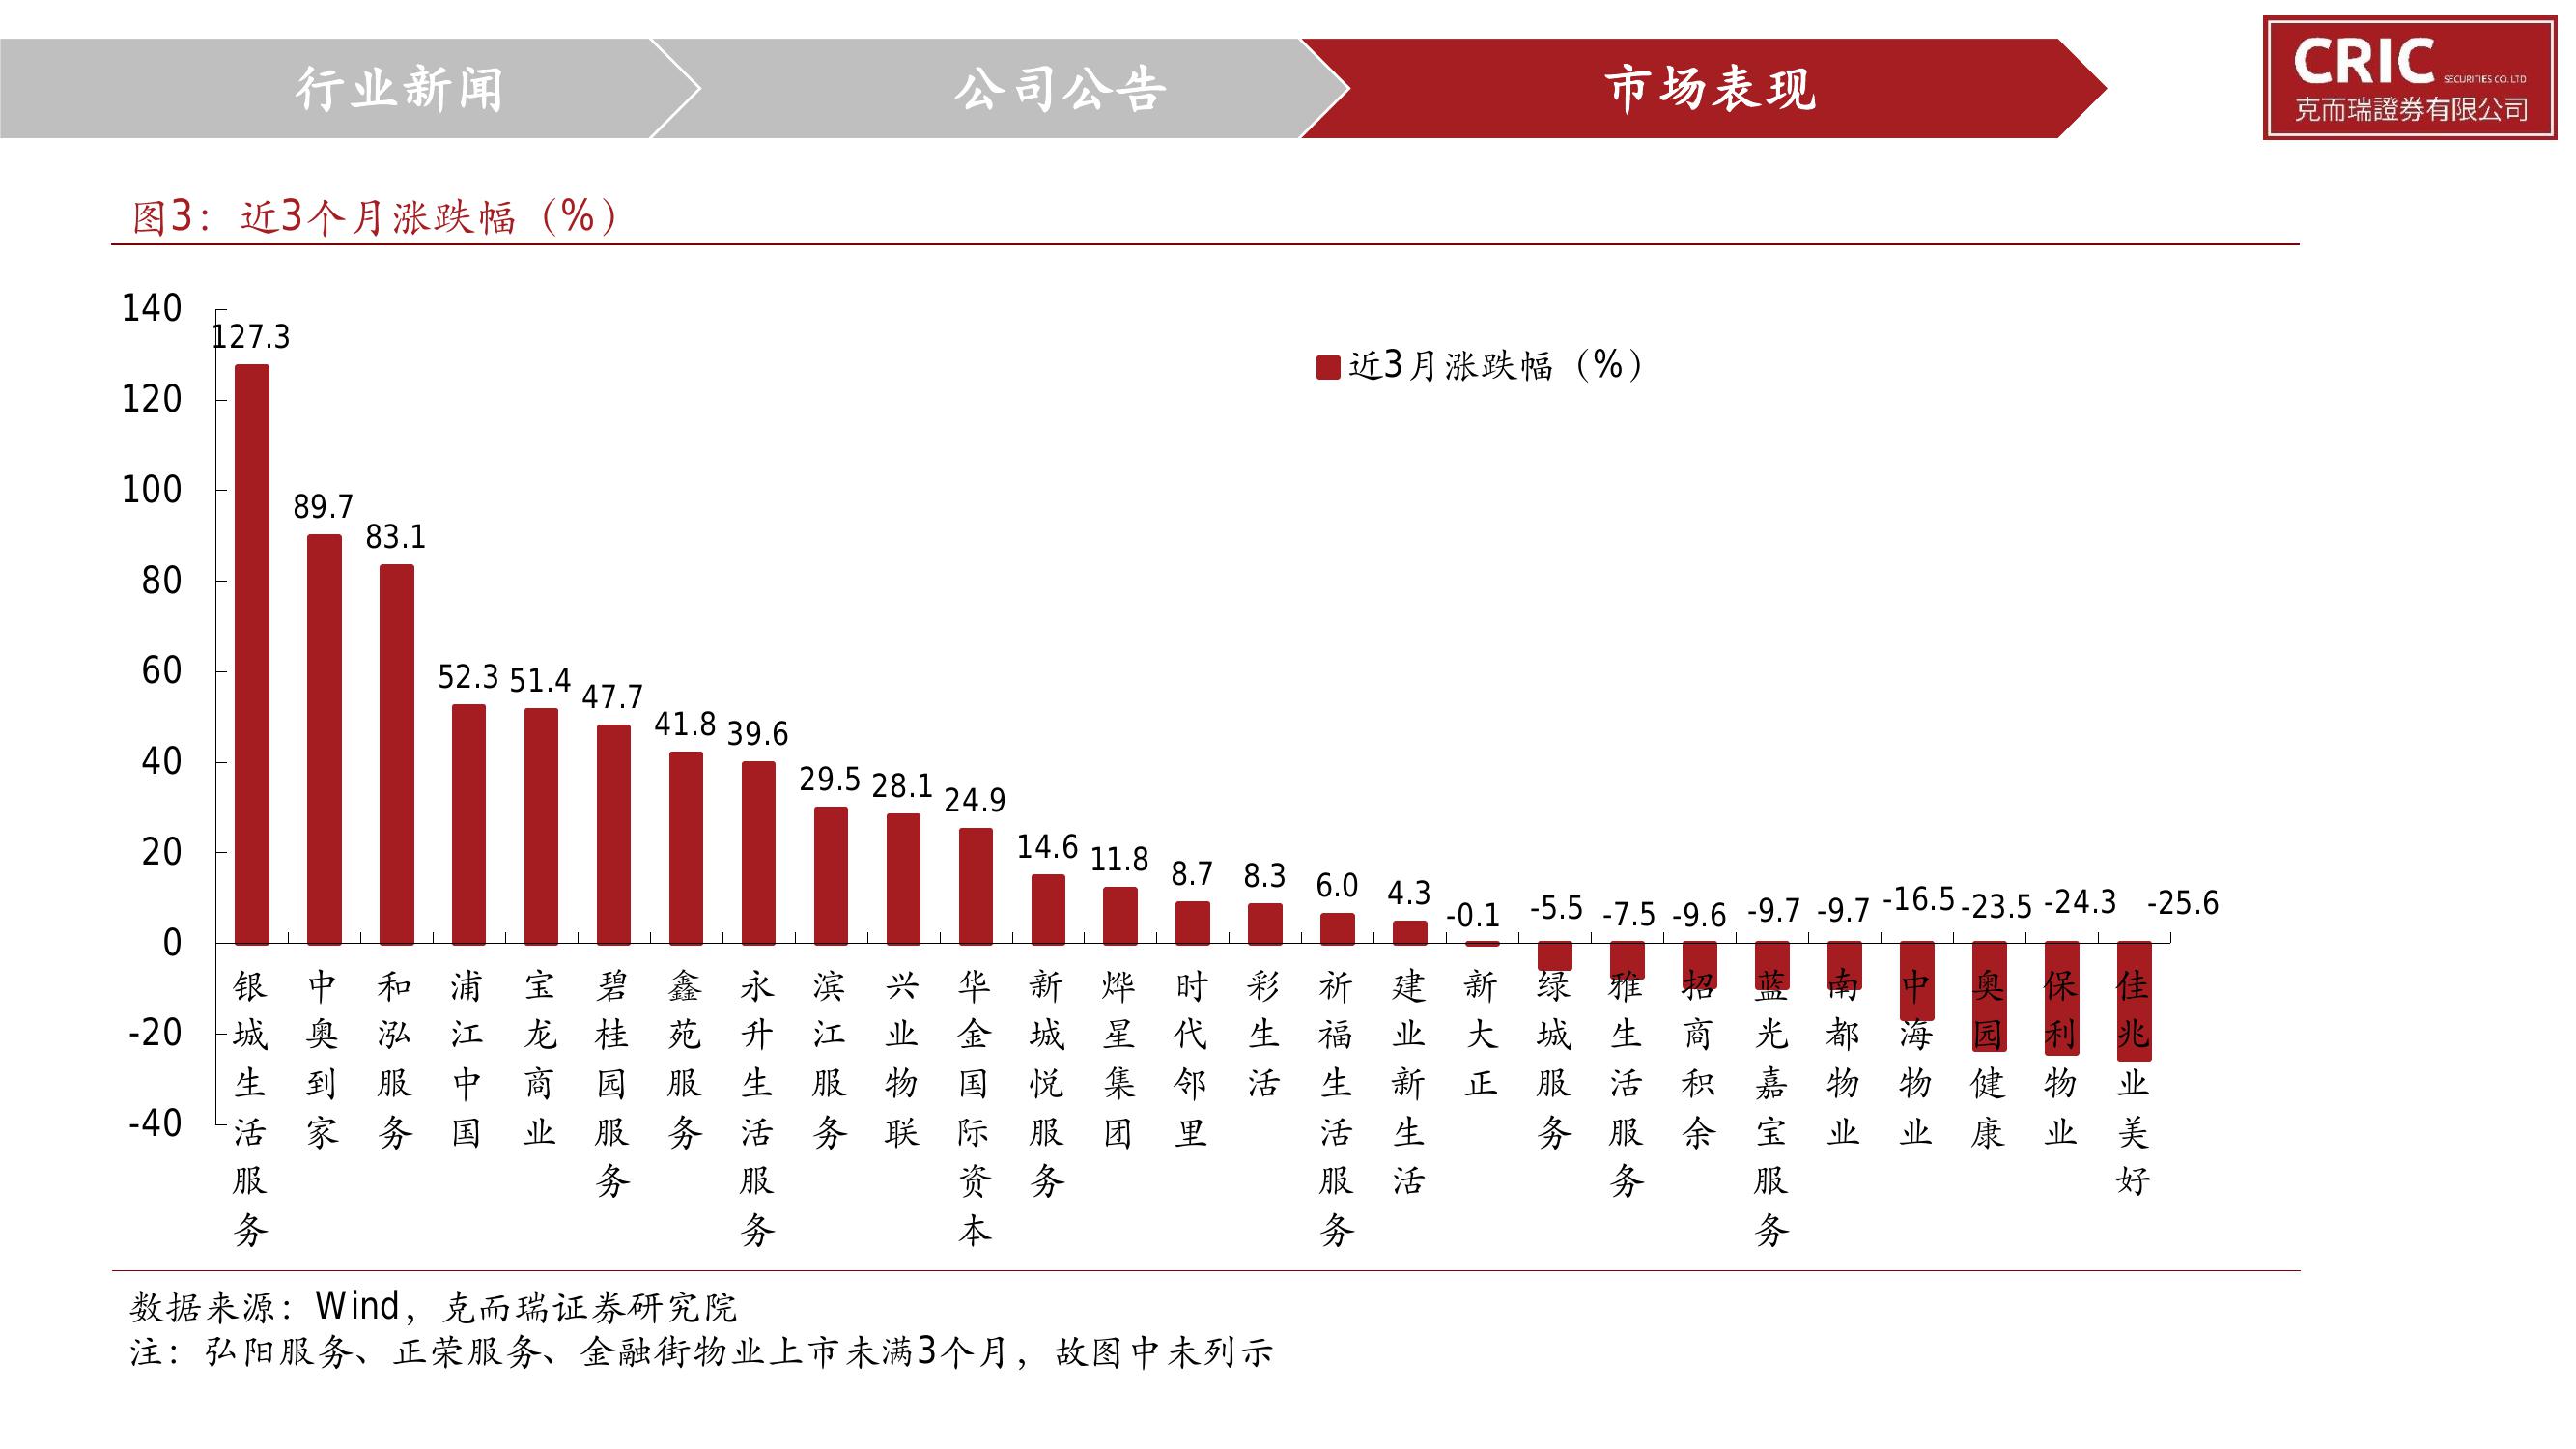 行业新闻
公司公告
市场表现
CRIC SECURITIES CO. LTD
克而瑞證券有限公司
图3：近3个月涨跌幅（%）
近3月涨跌幅（%）
140
120
100
80
60
40
20
0
-20
-40
127.3
89.7
83.1
52.3
51.4
47.7
41.8
39.6
29.5
28.1
24.9
14.6
11.8
8.7
8.3
6.0
4.3
-0.1
-5.5
-7.5
-9.6
-9.7
-9.7
-16.5
-23.5
-24.3
-25.6
银城生活服务
中奥到家
和泓服务
浦江中国
宝龙商业
碧桂园服务
鑫苑服务
永升生活服务
滨江服务
兴业物联
华金国际资本
新城悦服务
烨星集团
时代邻里
彩生活
祈福生活服务
建业新生活
新大正
绿城服务
雅生活服务
招商积余
蓝光嘉宝服务
南都物业
中海物业
奥园健康
保利物业
佳兆业美好
数据来源：Wind，克而瑞证券研究院
注：弘阳服务、正荣服务、金融街物业上市未满3个月，故图中未列示